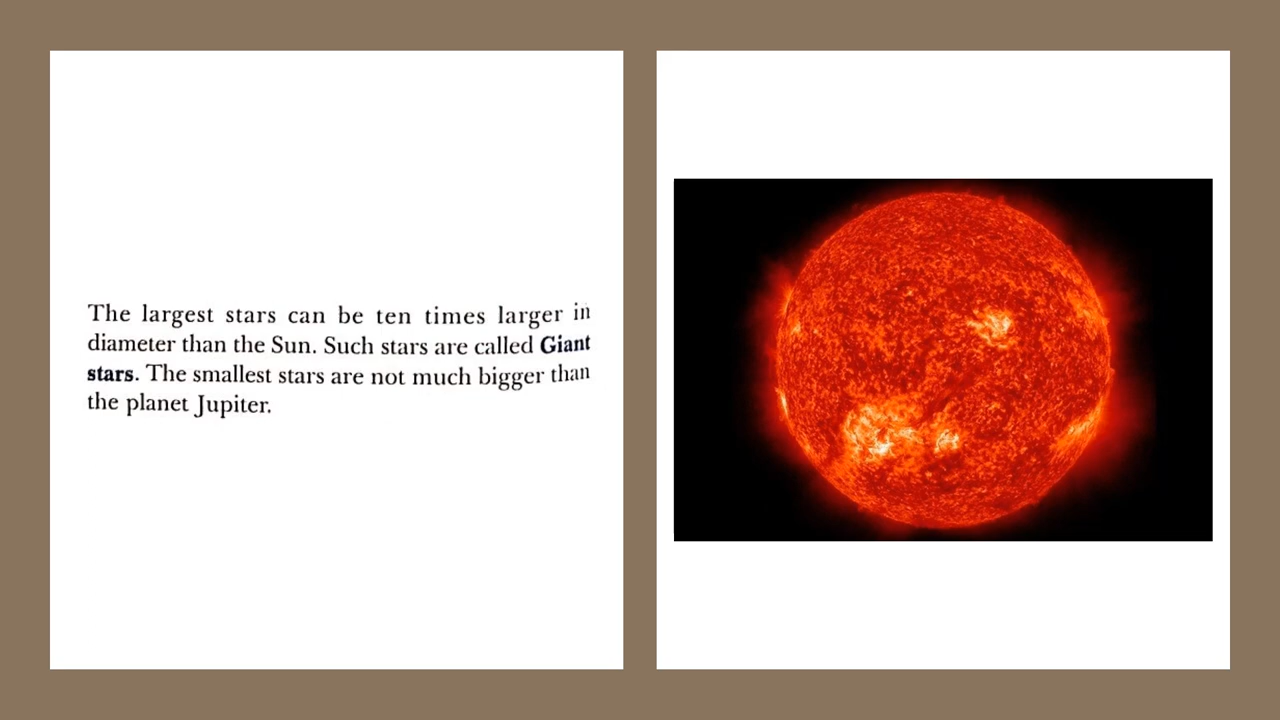 The largest stars can be ten times larger in
diameter than the Sun. Such stars are called Giant
stars. The smallest stars are not much bigger than
the planet Jupiter.